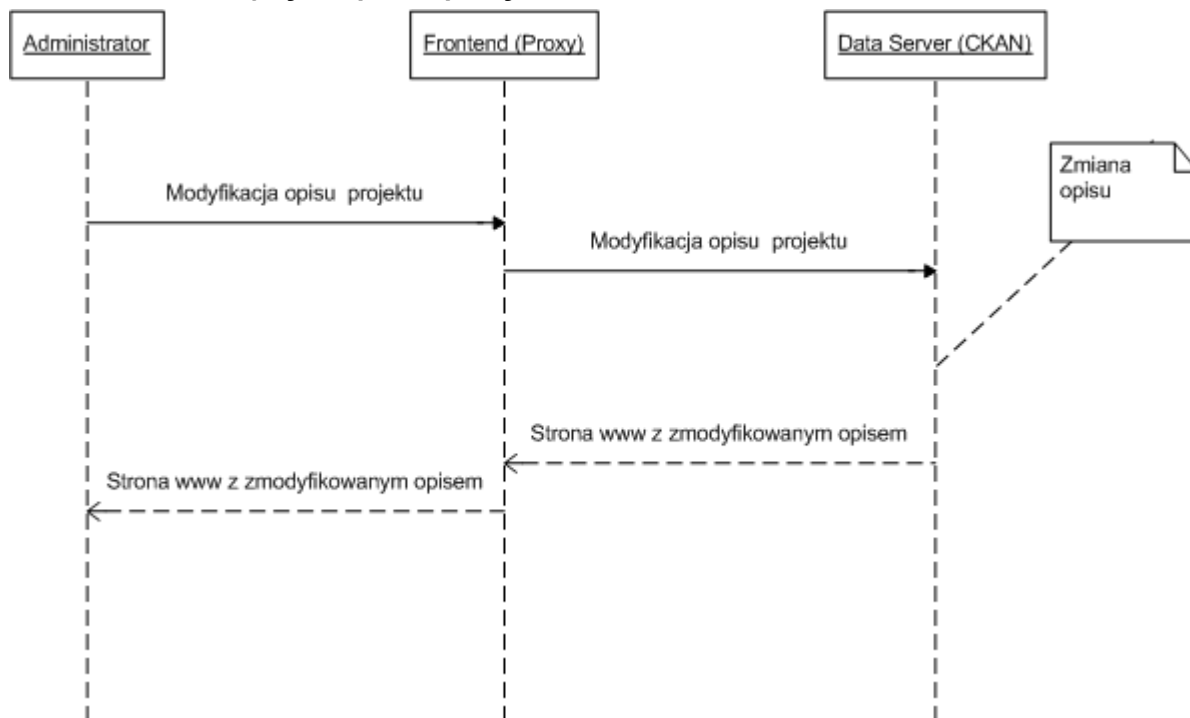 Administrator
Frontend (Proxy)
Data Server (CKAN)
Zmiana
opisu
Modyfikacja opisu projektu
Modyfikacja opisu projektu
Strona www z zmodyfikowanym opisem
Strona www z zmodyfikowanym opisem